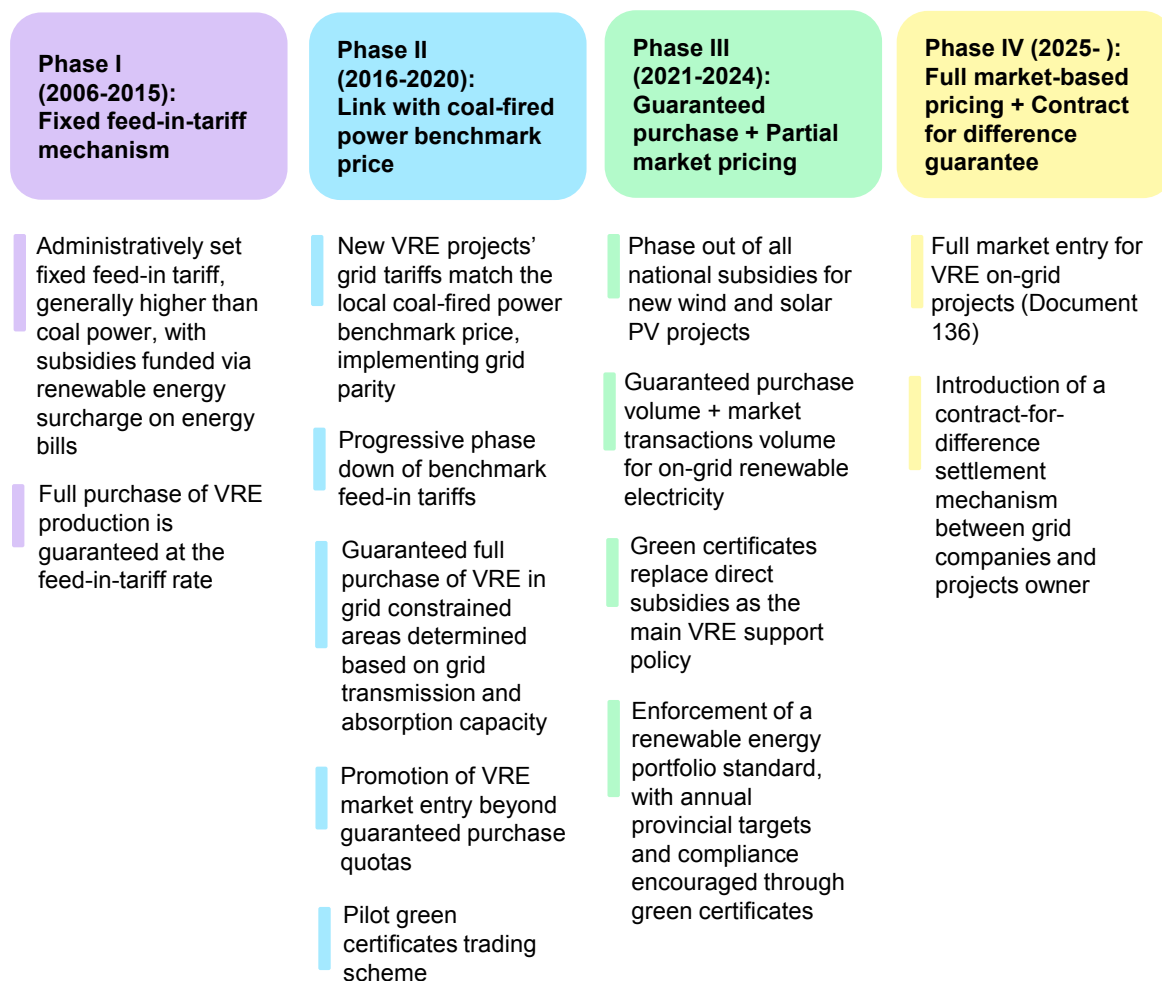 Phase I
(2006-2015):
Fixed feed-in-tariff
mechanism
Administratively set
fixed feed-in tariff,
generally higher than
coal power, with
subsidies funded via
renewable energy
surcharge on energy
bills
Full purchase of VRE
production is
guaranteed at the
feed-in-tariff rate
Phase II
(2016-2020):
Link with coal-fired
power benchmark
price
New VRE projects’
grid tariffs match the
local coal-fired power
benchmark price,
implementing grid
parity
Progressive phase
down of benchmark
feed-in tariffs
Guaranteed full
purchase of VRE in
grid constrained
areas determined
based on grid
transmission and
absorption capacity
Promotion of VRE
market entry beyond
guaranteed purchase
quotas
Pilot green
certificates trading
scheme
Phase III
(2021-2024):
Guaranteed
purchase + Partial
market pricing
Phase out of all
national subsidies for
new wind and solar
PV projects
Guaranteed purchase
volume + market
transactions volume
for on-grid renewable
electricity
Green certificates
replace direct
subsidies as the
main VRE support
policy
Enforcement of a
renewable energy
portfolio standard,
with annual
provincial targets
and compliance
encouraged through
green certificates
Phase IV (2025- ):
Full market-based
pricing + Contract
for difference
guarantee
Full market entry for
VRE on-grid
projects (Document
136)
Introduction of a
contract-for-
difference
settlement
mechanism
between grid
companies and
projects owner